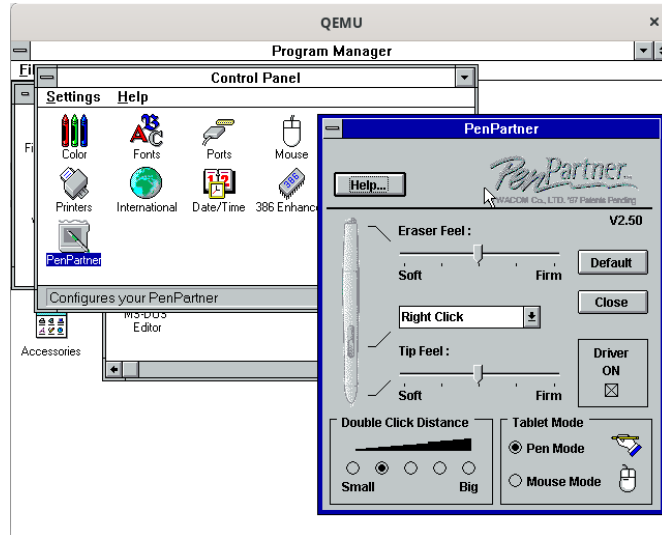 QEMU
×
Program Manager
Fil
Control Panel
Settings Help
Color Fonts Ports Mouse
Printers International Date/Time 386 Enhance
PenPartner
Configures your PenPartner
MS-DOS
Editor
Accessories
PenPartner
Help...
PenPartner
WACOM Co., LTD. '97 Patents Pending
V2.50
Eraser Feel :
Soft Firm
Default
Right Click
Close
Tip Feel :
Soft Firm
Driver
ON
Double Click Distance
Small Big
Tablet Mode
Pen Mode
Mouse Mode